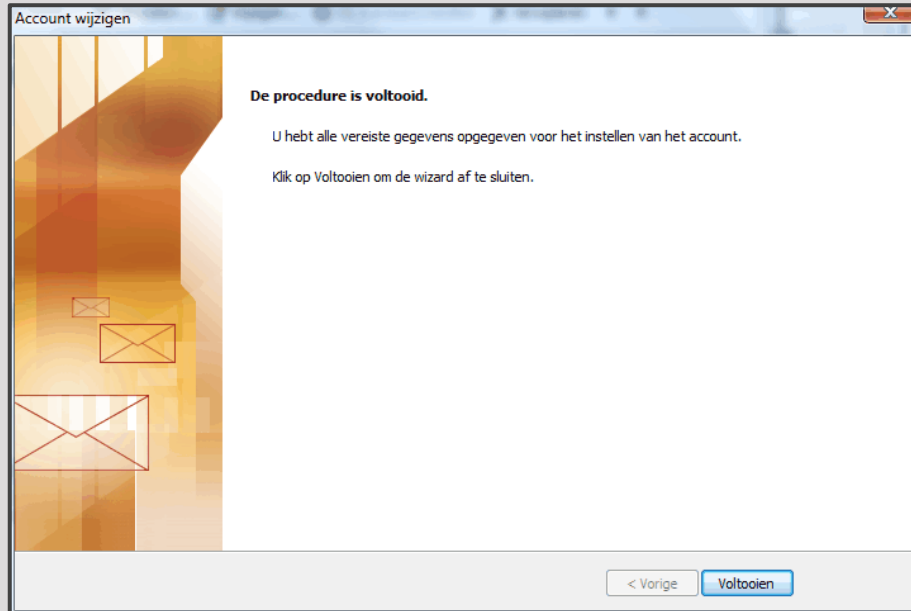 Account wijzigen
De procedure is voltooid.
U hebt alle vereiste gegevens opgegeven voor het instellen van het account.
Klik op Voltooien om de wizard af te sluiten.
< Vorige
Voltooien